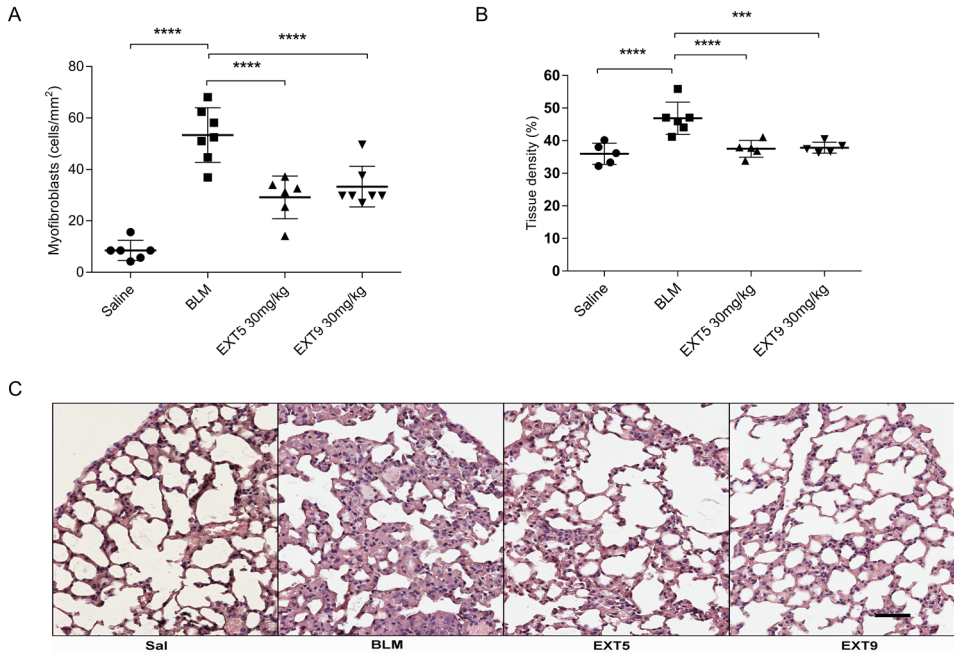 A
B
**** 
****
****
80
60
40
20
0
Myofibroblasts (cells/mm²)
Saline
BLM
EXT5 30mg/kg
EXT9 30mg/kg
***
****
****
60
50
40
30
20
10
0
Tissue density (%)
Saline
BLM
EXT5 30mg/kg
EXT9 30mg/kg
C
Sal
BLM
EXT5
EXT9